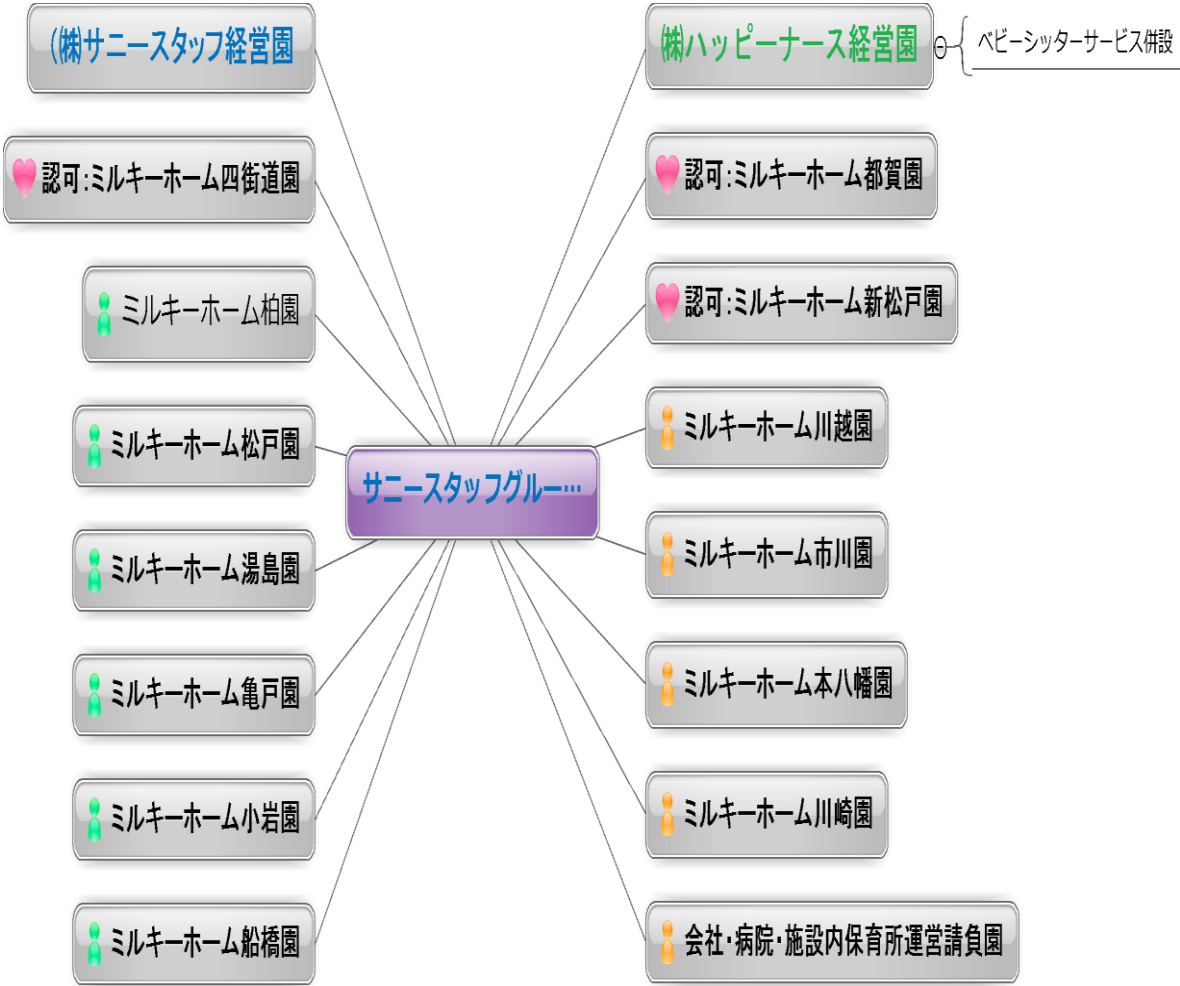 ㈱サニースタッフ経営園
認可:ミルキーホーム四街道園
ミルキーホーム柏園
ミルキーホーム松戸園
ミルキーホーム湯島園
ミルキーホーム亀戸園
ミルキーホーム小岩園
ミルキーホーム船橋園
サニースタッフグルー…
㈱ハッピーナース経営園
ベビーシッターサービス併設
認可:ミルキーホーム都賀園
認可:ミルキーホーム新松戸園
ミルキーホーム川越園
ミルキーホーム市川園
ミルキーホーム本八幡園
ミルキーホーム川崎園
会社・病院・施設内保育所運営請負園